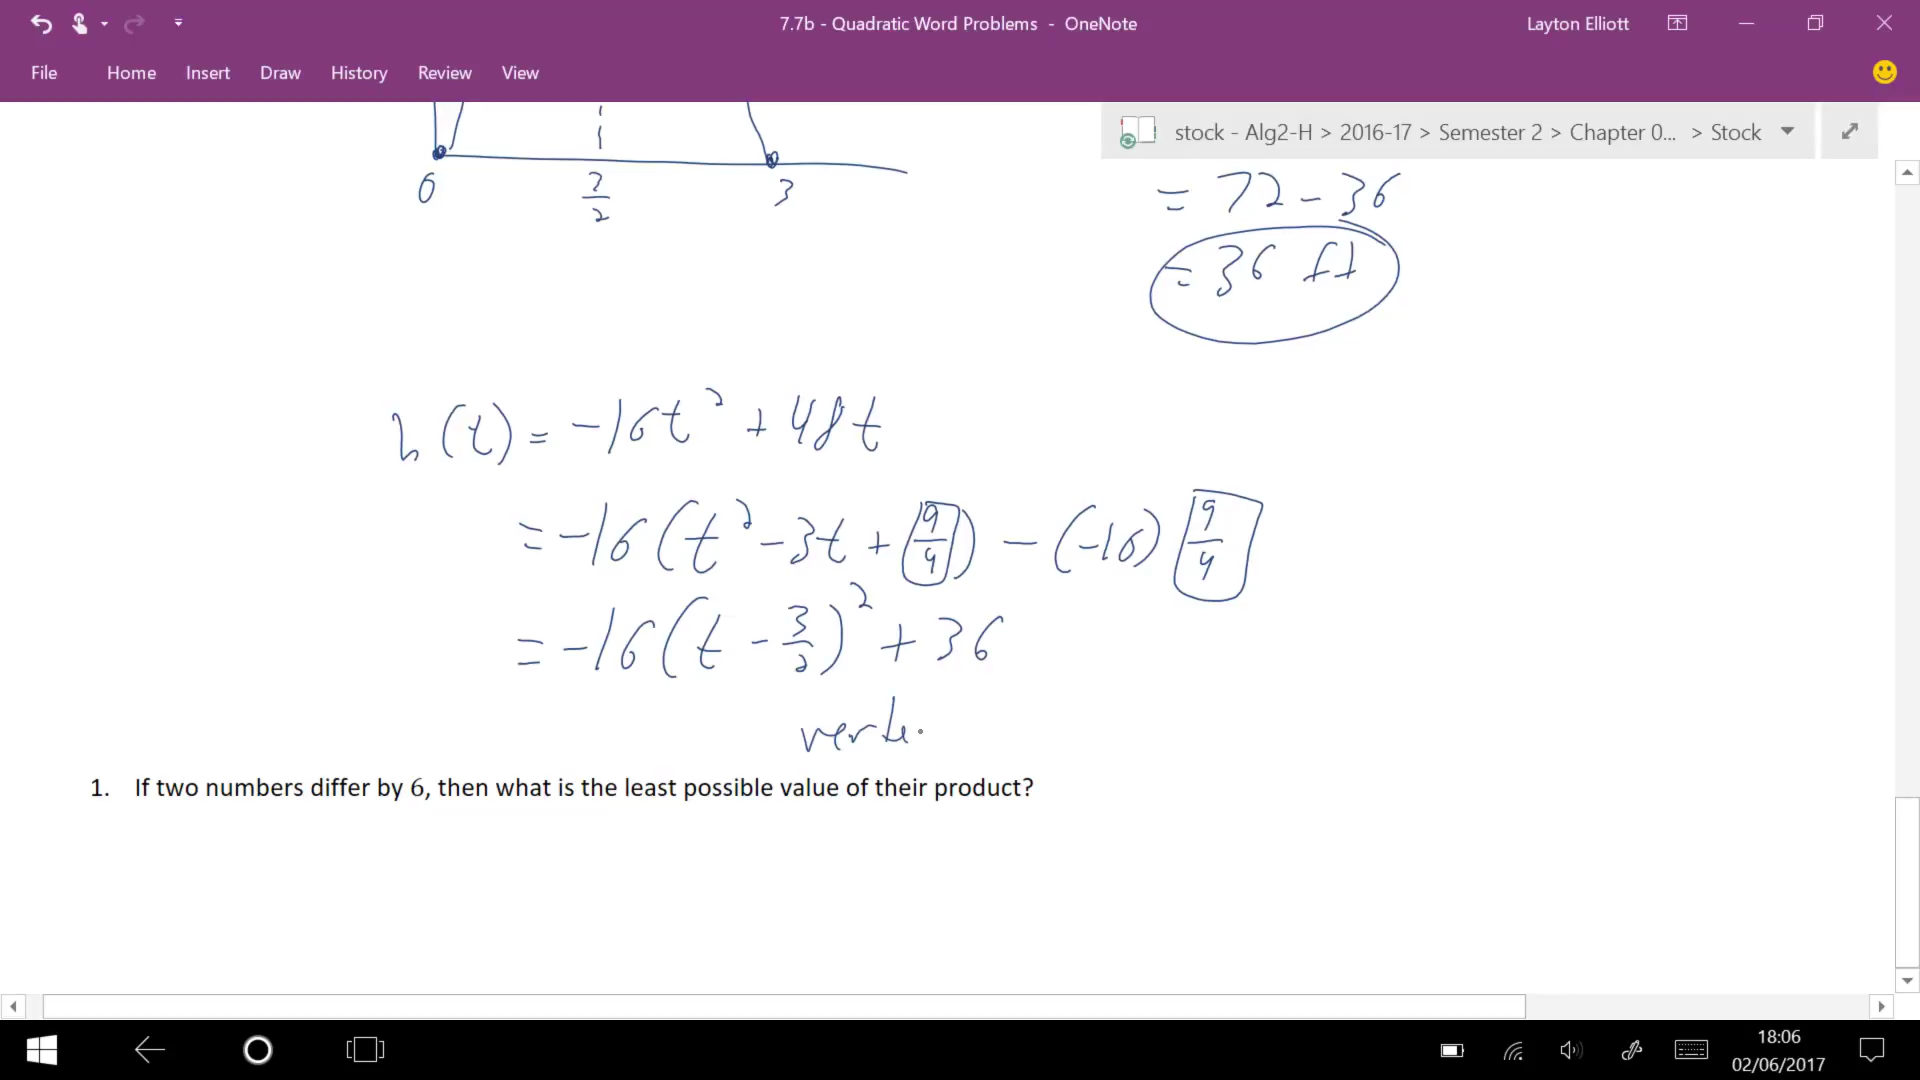 7.7b - Quadratic Word Problems - OneNote
Layton Elliott
File Home Insert Draw History Review View
stock - Alg2-H > 2016-17 > Semester 2 > Chapter 0... > Stock
0 3/2 3
= 72 - 36
= 36 ft
h(t) = -16t² + 48t
= -16(t² - 3t + 9/4) - (-16) 9/4
= -16(t - 3/2)² + 36
verte
1. If two numbers differ by 6, then what is the least possible value of their product?
18:06
02/06/2017